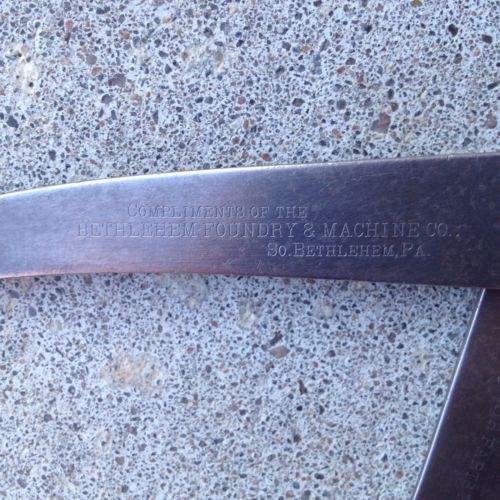 COMPLIMENTS OF THE
BETHLEHEM FOUNDRY & MACHINE CO.,
SO. BETHLEHEM, PA.